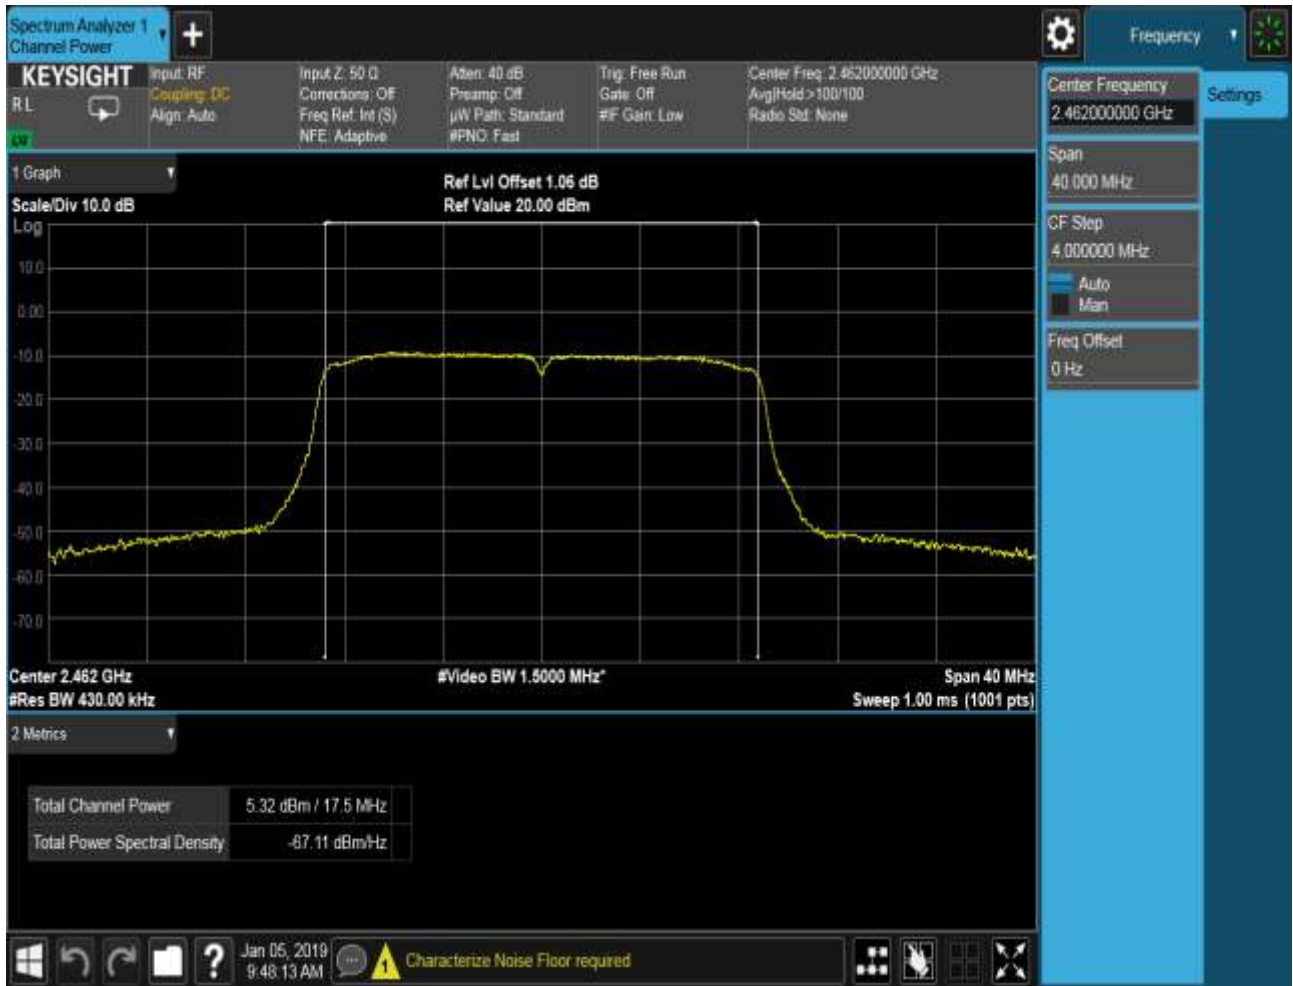 Spectrum Analyzer 1
Channel Power
Frequency
KEYSIGHT
R L
Input: RF
Coupling: DC
Align: Auto
Input Z: 50 Ω
Corrections: Off
Freq Ref: Int (S)
NFE: Adaptive
Atten: 40 dB
Preamp: Off
µW Path: Standard
#PNO: Fast
Trig: Free Run
Gate: Off
#IF Gain: Low
Center Freq: 2.462000000 GHz
Avg|Hold:>100/100
Radio Std: None
Center Frequency
2.462000000 GHz
Settings
Span
40.000 MHz
CF Step
4.000000 MHz
Auto
Man
Freq Offset
0 Hz
1 Graph
Scale/Div 10.0 dB
Ref Lvl Offset 1.06 dB
Ref Value 20.00 dBm
Log
10.0
0.00
-10.0
-20.0
-30.0
-40.0
-50.0
-60.0
-70.0
Center 2.462 GHz
#Video BW 1.5000 MHz*
Span 40 MHz
#Res BW 430.00 kHz
Sweep 1.00 ms (1001 pts)
2 Metrics
Total Channel Power 5.32 dBm / 17.5 MHz
Total Power Spectral Density -67.11 dBm/Hz
?
Jan 05, 2019
9:48:13 AM
1
Characterize Noise Floor required